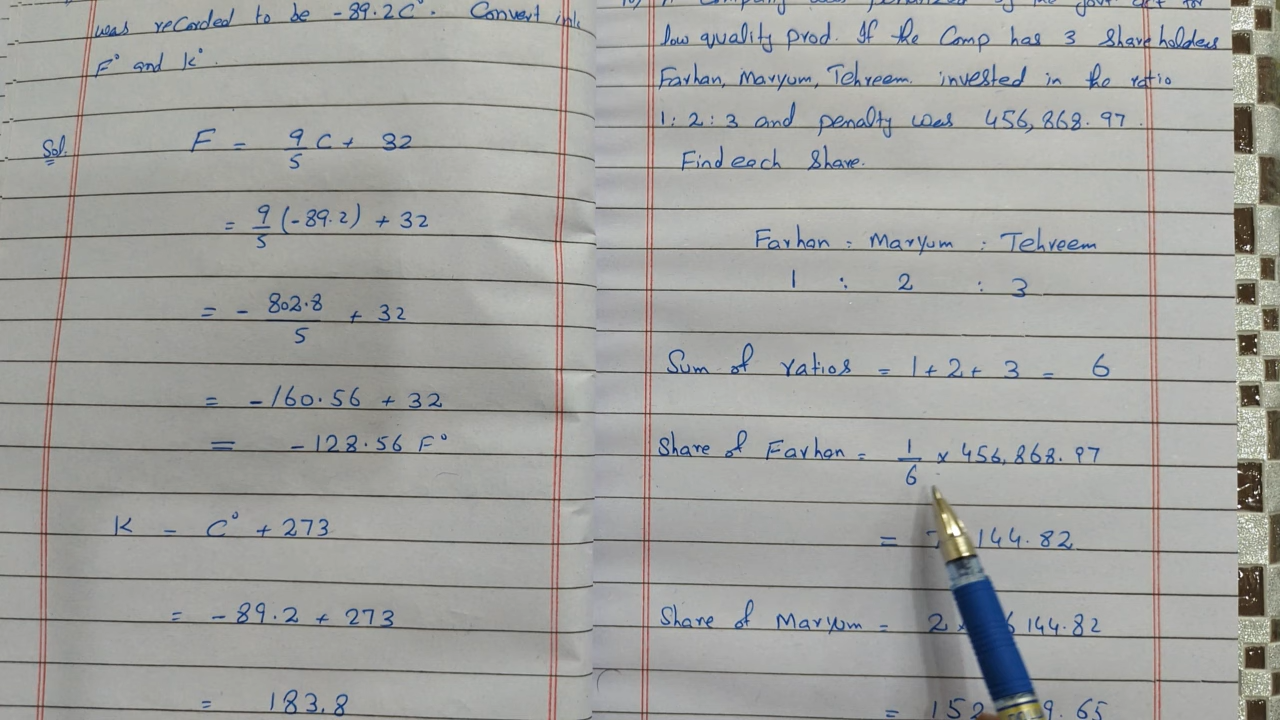 was recorded to be -89.2C°. Convert into
F° and K°.
Sol.
F = 9/5 C + 32
= 9/5 (-89.2) + 32
= - 802.8/5 + 32
= -160.56 + 32
= -128.56 F°
K = C° + 273
= -89.2 + 273
= 183.8
low quality prod. If the Comp has 3 Share holders
Farhan, Maryum, Tehreem invested in the ratio
1: 2 : 3 and penalty was 456,868.97.
Find each Share.
Farhan : Maryum : Tehreem
1 : 2 : 3
Sum of ratios = 1+2+3 = 6
Share of Farhan = 1/6 × 456,868.97
= 144.82
Share of Maryum = 2 × 6144.82
= 152 9.65